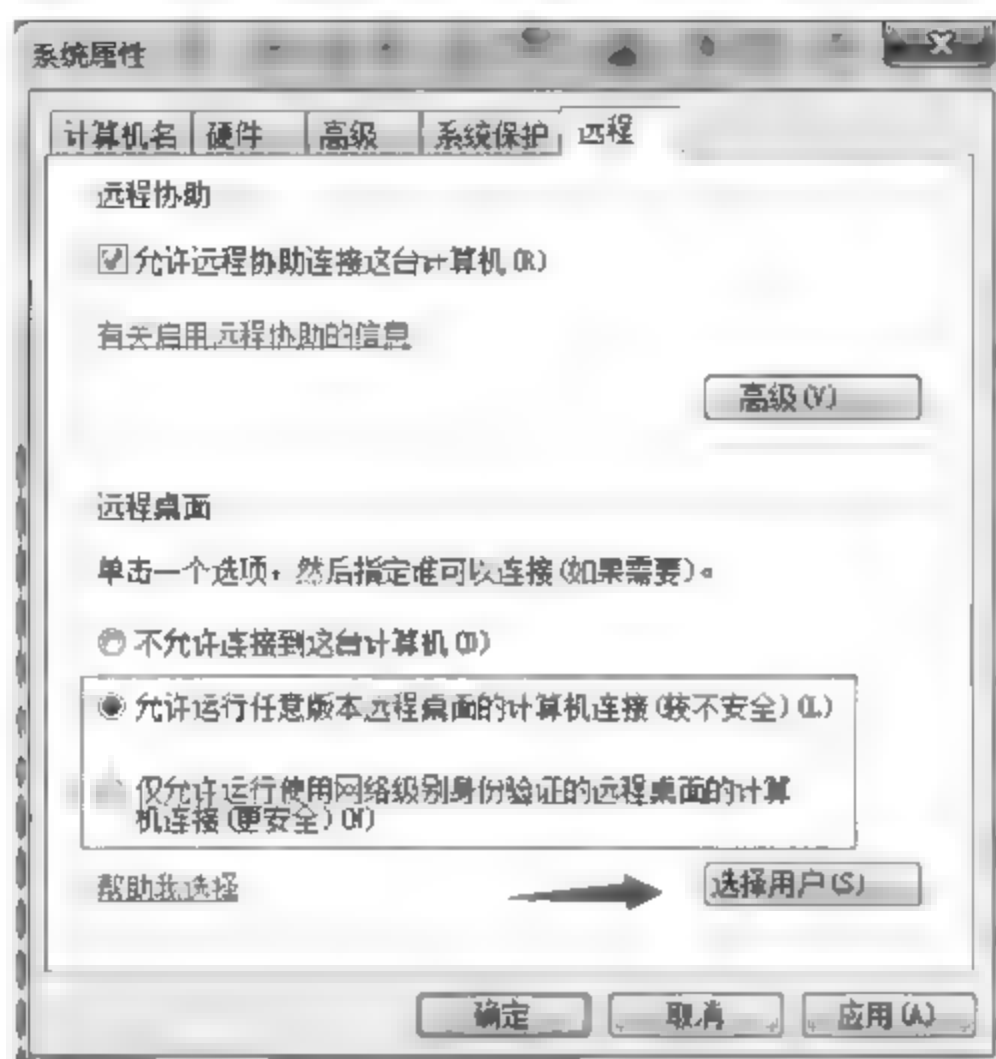 系统属性
计算机名 硬件 高级 系统保护 远程
远程协助
允许远程协助连接这台计算机(R)
有关启用远程协助的信息
高级(V)
远程桌面
单击一个选项，然后指定谁可以连接(如果需要)。
不允许连接到这台计算机(D)
允许运行任意版本远程桌面的计算机连接(较不安全)(L)
仅允许运行使用网络级别身份验证的远程桌面的计算
机连接(更安全)(N)
帮助我选择
选择用户(S)
确定 取消 应用(A)